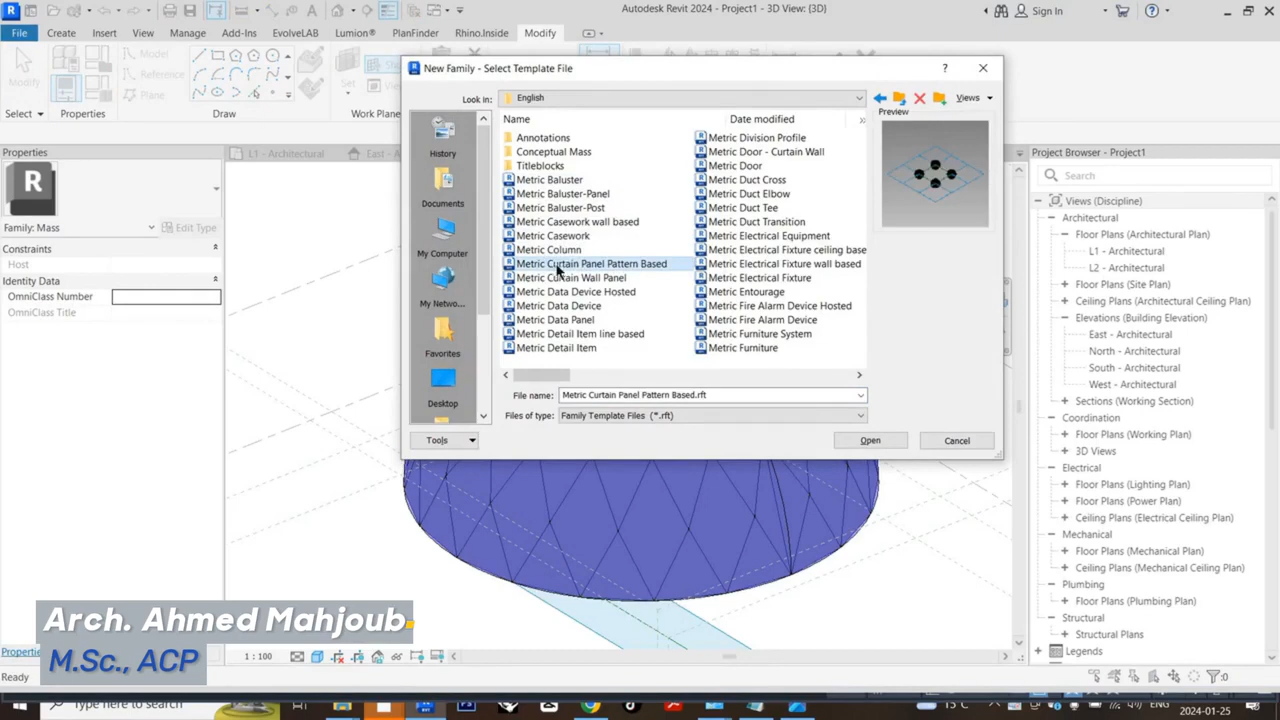 Autodesk Revit 2024 - Project1 - 3D View: {3D}
Sign In
File Create Insert View Manage Add-Ins EvolveLAB Lumion® PlanFinder Rhino.Inside Modify
Modify
Model
Reference
Plane
Set
Select Properties Draw Work Plane
Properties
L1 - Architectural
Family: Mass
Edit Type
Constraints
Host
Identity Data
OmniClass Number
OmniClass Title
New Family - Select Template File
Look in: English
Views
Preview
Name Date modified
History
Documents
My Computer
My Netwo...
Favorites
Desktop
Annotations
Conceptual Mass
Titleblocks
Metric Baluster
Metric Baluster-Panel
Metric Baluster-Post
Metric Casework wall based
Metric Casework
Metric Column
Metric Curtain Panel Pattern Based
Metric Curtain Wall Panel
Metric Data Device Hosted
Metric Data Device
Metric Data Panel
Metric Detail Item line based
Metric Detail Item
Metric Division Profile
Metric Door - Curtain Wall
Metric Door
Metric Duct Cross
Metric Duct Elbow
Metric Duct Tee
Metric Duct Transition
Metric Electrical Equipment
Metric Electrical Fixture ceiling base
Metric Electrical Fixture wall based
Metric Electrical Fixture
Metric Entourage
Metric Fire Alarm Device Hosted
Metric Fire Alarm Device
Metric Furniture System
Metric Furniture
File name: Metric Curtain Panel Pattern Based.rft
Files of type: Family Template Files (*.rft)
Tools
Open
Cancel
Project Browser - Project1
Search
Views (Discipline)
Architectural
Floor Plans (Architectural Plan)
L1 - Architectural
L2 - Architectural
Floor Plans (Site Plan)
Ceiling Plans (Architectural Ceiling Plan)
Elevations (Building Elevation)
East - Architectural
North - Architectural
South - Architectural
West - Architectural
Sections (Working Section)
Coordination
Floor Plans (Working Plan)
3D Views
Electrical
Floor Plans (Lighting Plan)
Floor Plans (Power Plan)
Ceiling Plans (Electrical Ceiling Plan)
Mechanical
Floor Plans (Mechanical Plan)
Ceiling Plans (Mechanical Ceiling Plan)
Plumbing
Floor Plans (Plumbing Plan)
Structural
Structural Plans
Legends
Arch. Ahmed Mahjoub.
M.Sc., ACP
1 : 100
Ready
:0
Type here to search
15°C
2024-01-25